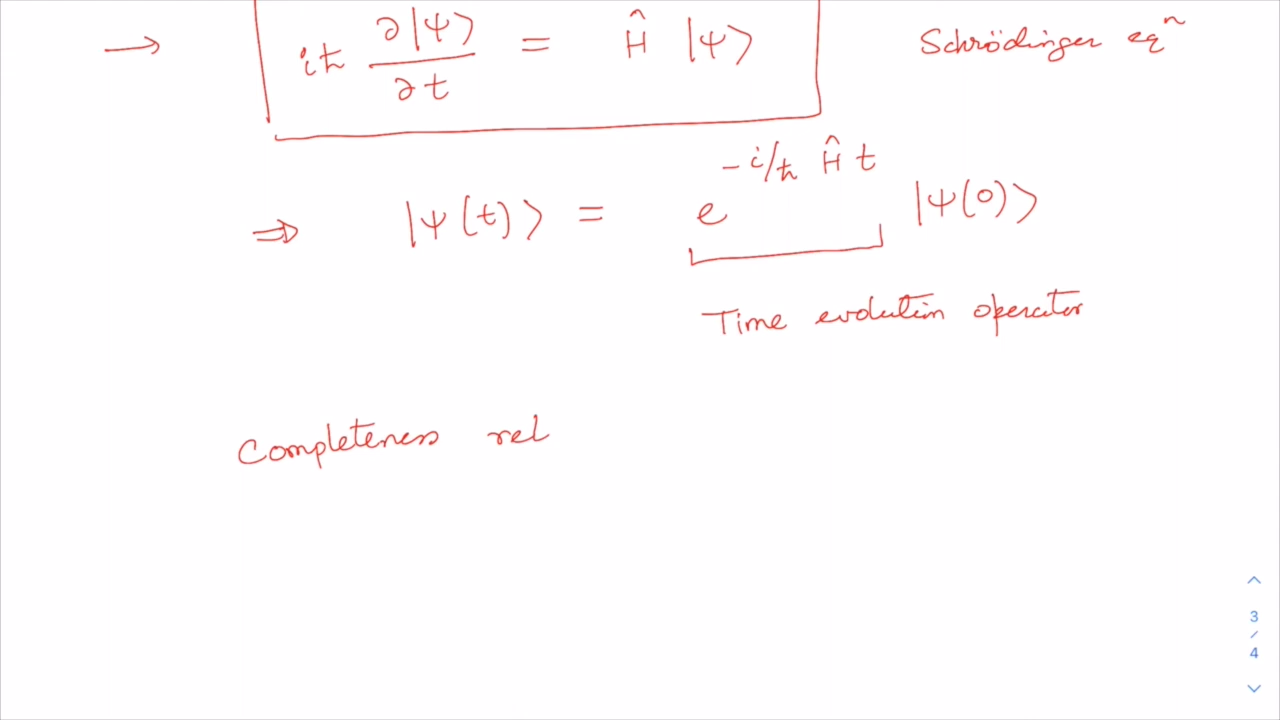 → iħ ∂|Ψ⟩/∂t = Ĥ |Ψ⟩ Schrödinger eqⁿ
⇒ |Ψ(t)⟩ = e^{-i/ħ Ĥ t} |Ψ(0)⟩
Time evolution operator
Completeness rel
3
/
4